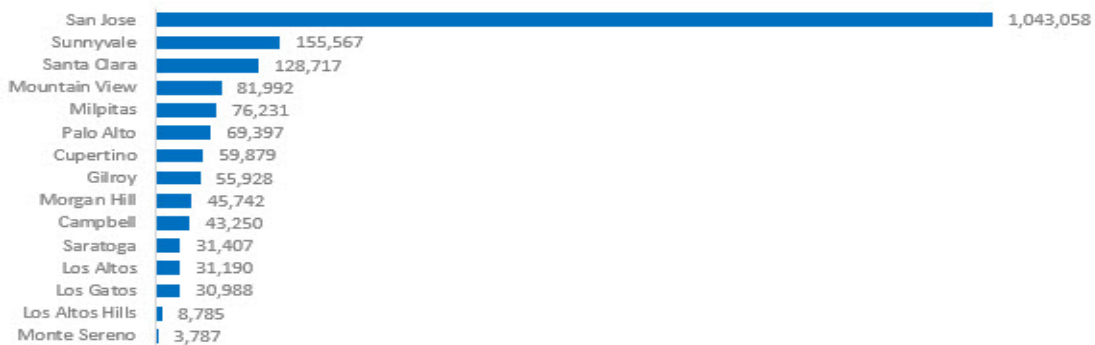 San Jose 1,043,058
Sunnyvale 155,567
Santa Clara 128,717
Mountain View 81,992
Milpitas 76,231
Palo Alto 69,397
Cupertino 59,879
Gilroy 55,928
Morgan Hill 45,742
Campbell 43,250
Saratoga 31,407
Los Altos 31,190
Los Gatos 30,988
Los Altos Hills 8,785
Monte Sereno 3,787